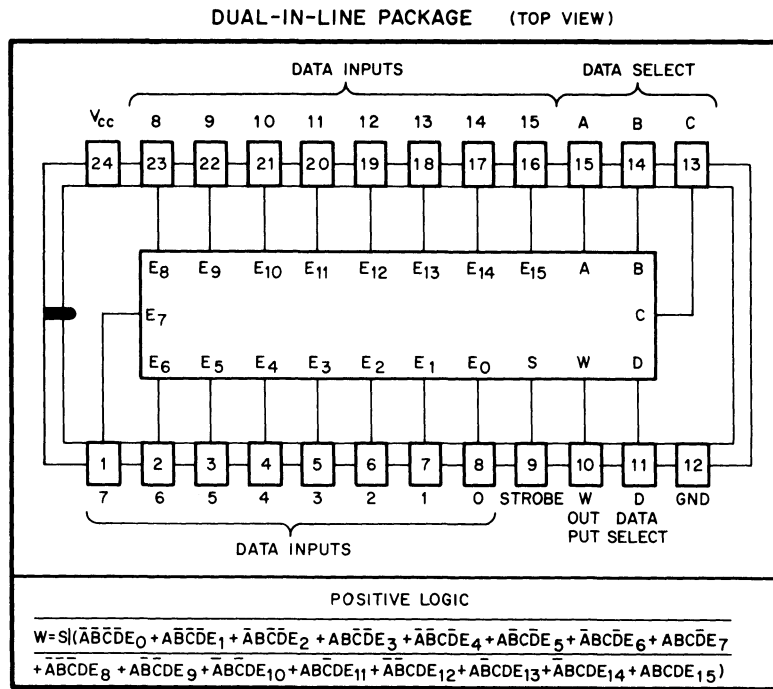 DUAL-IN-LINE PACKAGE (TOP VIEW)
DATA INPUTS DATA SELECT
Vcc 8 9 10 11 12 13 14 15 A B C
24 23 22 21 20 19 18 17 16 15 14 13
E8 E9 E10 E11 E12 E13 E14 E15 A B
E7 C
E6 E5 E4 E3 E2 E1 E0 S W D
1 2 3 4 5 6 7 8 9 10 11 12
7 6 5 4 3 2 1 0 STROBE W D GND
OUT DATA
PUT SELECT
DATA INPUTS
POSITIVE LOGIC
W=S|(ĀB̄C̄D̄E0 + AB̄C̄D̄E1 + ĀBC̄D̄E2 + ABC̄D̄E3 + ĀB̄CD̄E4 + AB̄CD̄E5 + ĀBCD̄E6 + ABCD̄E7
+ĀB̄C̄DE8 + AB̄C̄DE9 + ĀBC̄DE10 + ABC̄DE11 + ĀB̄CDE12 + AB̄CDE13 + ĀBCDE14 + ABCDE15)